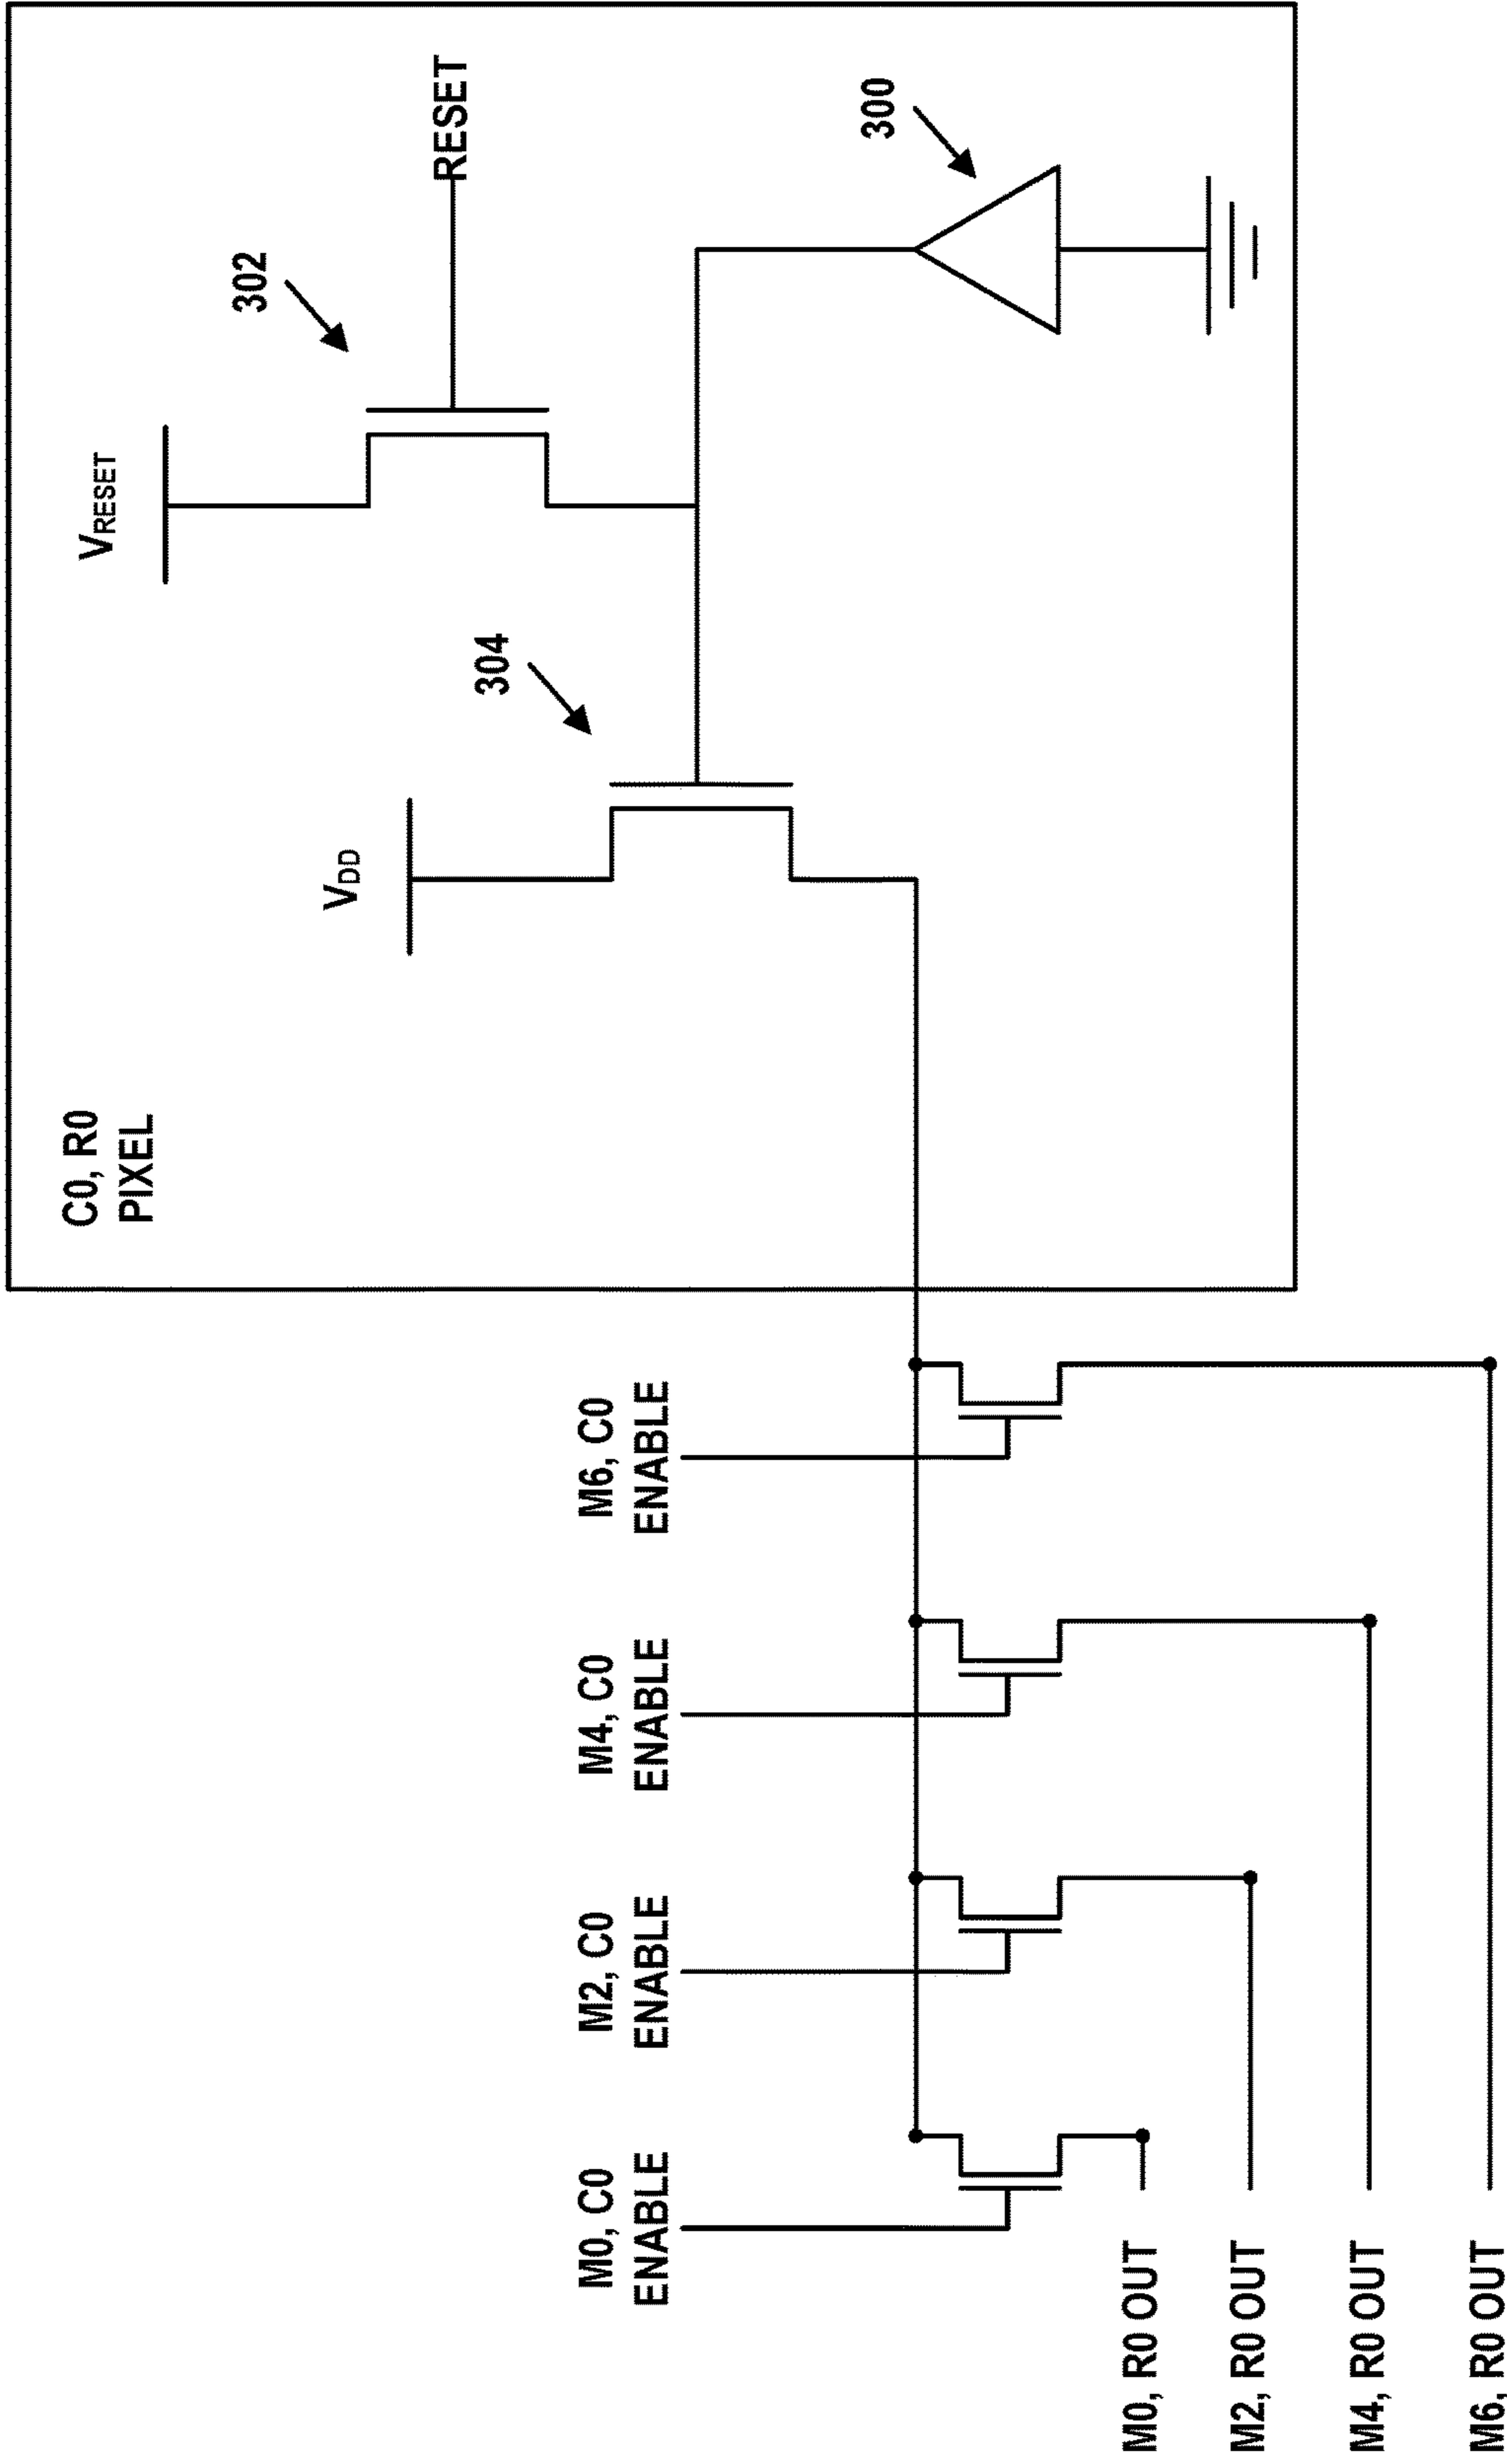 C0, R0
PIXEL
VRESET
302
RESET
VDD
304
300
M0, C0
ENABLE
M2, C0
ENABLE
M4, C0
ENABLE
M6, C0
ENABLE
M0, R0 OUT
M2, R0 OUT
M4, R0 OUT
M6, R0 OUT